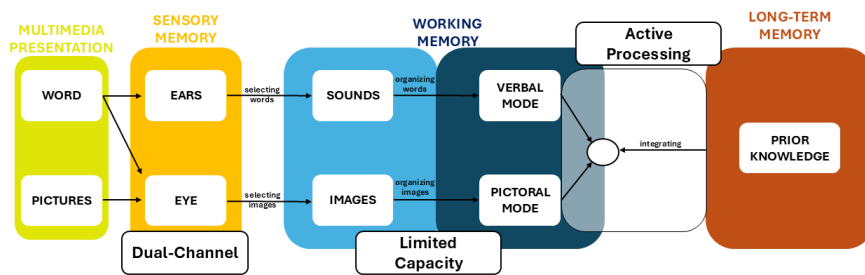 MULTIMEDIA
PRESENTATION
SENSORY
MEMORY
WORKING
MEMORY
Active
Processing
LONG-TERM
MEMORY
WORD
EARS
selecting
words
SOUNDS
organizing
words
VERBAL
MODE
integrating
PRIOR
KNOWLEDGE
PICTURES
EYE
selecting
images
IMAGES
organizing
images
PICTORAL
MODE
Dual-Channel
Limited
Capacity